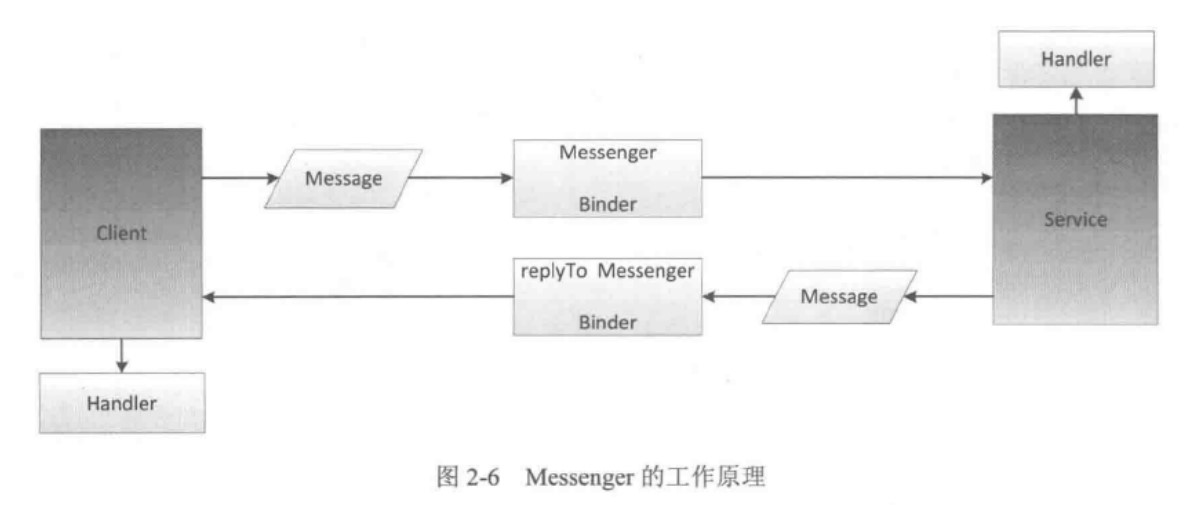 Handler
Message
Messenger
Binder
Client
Service
replyTo Messenger
Binder
Message
Handler
图 2-6 Messenger 的工作原理